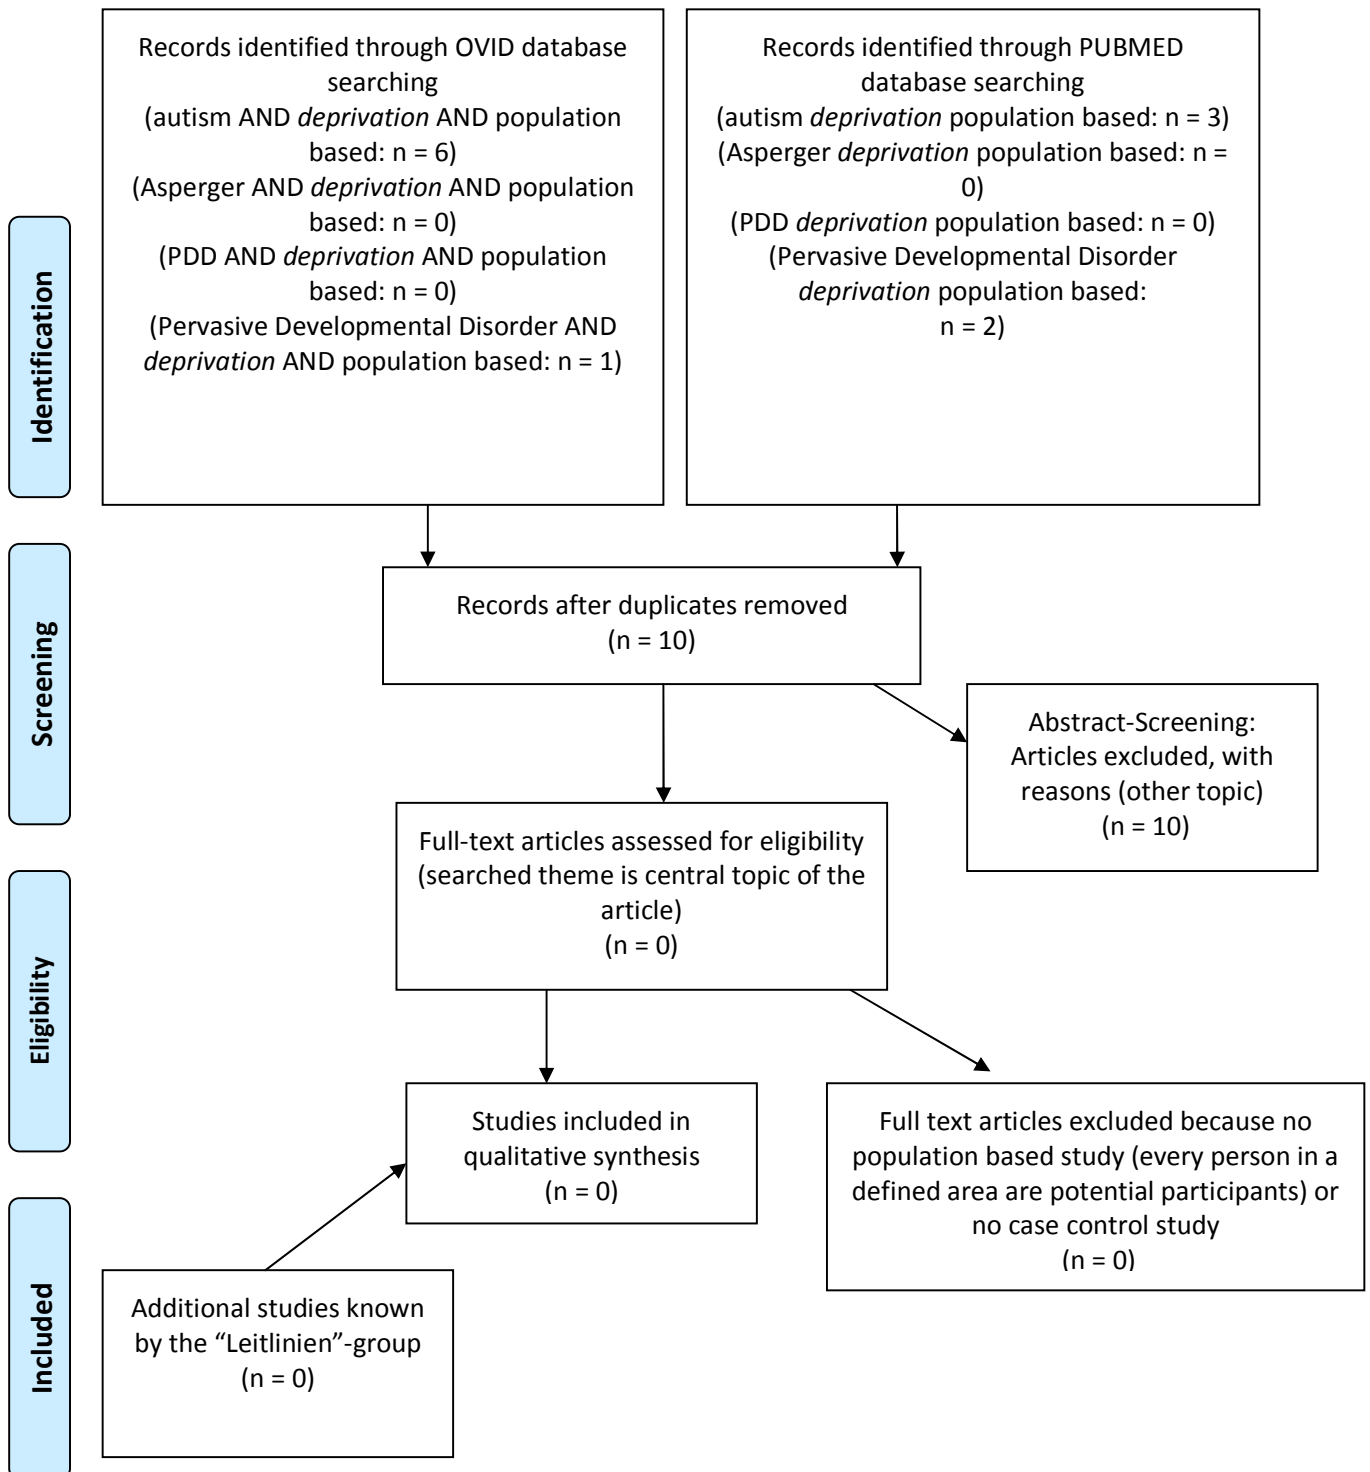 Records identified through OVID database
searching
(autism AND deprivation AND population
based: n = 6)
(Asperger AND deprivation AND population
based: n = 0)
(PDD AND deprivation AND population
based: n = 0)
(Pervasive Developmental Disorder AND
deprivation AND population based: n = 1)
Records identified through PUBMED
database searching
(autism deprivation population based: n = 3)
(Asperger deprivation population based: n =
0)
(PDD deprivation population based: n = 0)
(Pervasive Developmental Disorder
deprivation population based:
n = 2)
Identification
Records after duplicates removed
(n = 10)
Screening
Abstract-Screening:
Articles excluded, with
reasons (other topic)
(n = 10)
Full-text articles assessed for eligibility
(searched theme is central topic of the
article)
(n = 0)
Eligibility
Studies included in
qualitative synthesis
(n = 0)
Full text articles excluded because no
population based study (every person in a
defined area are potential participants) or
no case control study
(n = 0)
Included
Additional studies known
by the “Leitlinien”-group
(n = 0)